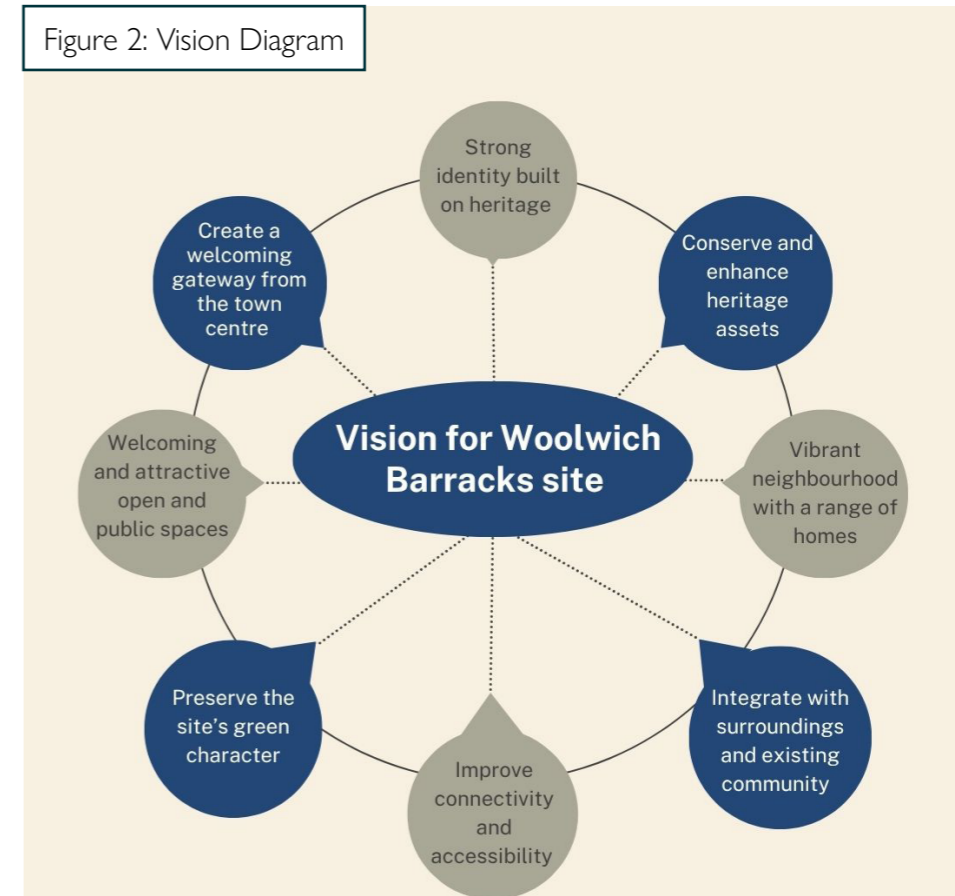 Figure 2: Vision Diagram
Strong
identity built
on heritage
Create a
welcoming
gateway from
the town
centre
Conserve and
enhance
heritage
assets
Vision for Woolwich
Barracks site
Welcoming
and attractive
open and
public spaces
Vibrant
neighbourhood
with a range of
homes
Preserve the
site's green
character
Integrate with
surroundings
and existing
community
Improve
connectivity
and
accessibility